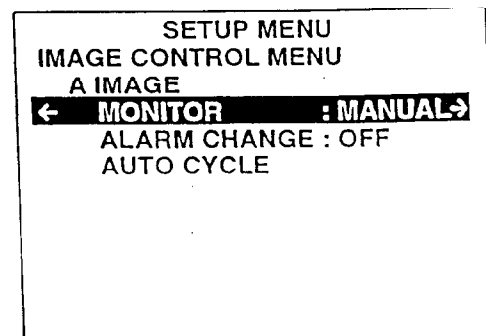 SETUP MENU
IMAGE CONTROL MENU
A IMAGE
← MONITOR : MANUAL→
ALARM CHANGE : OFF
AUTO CYCLE